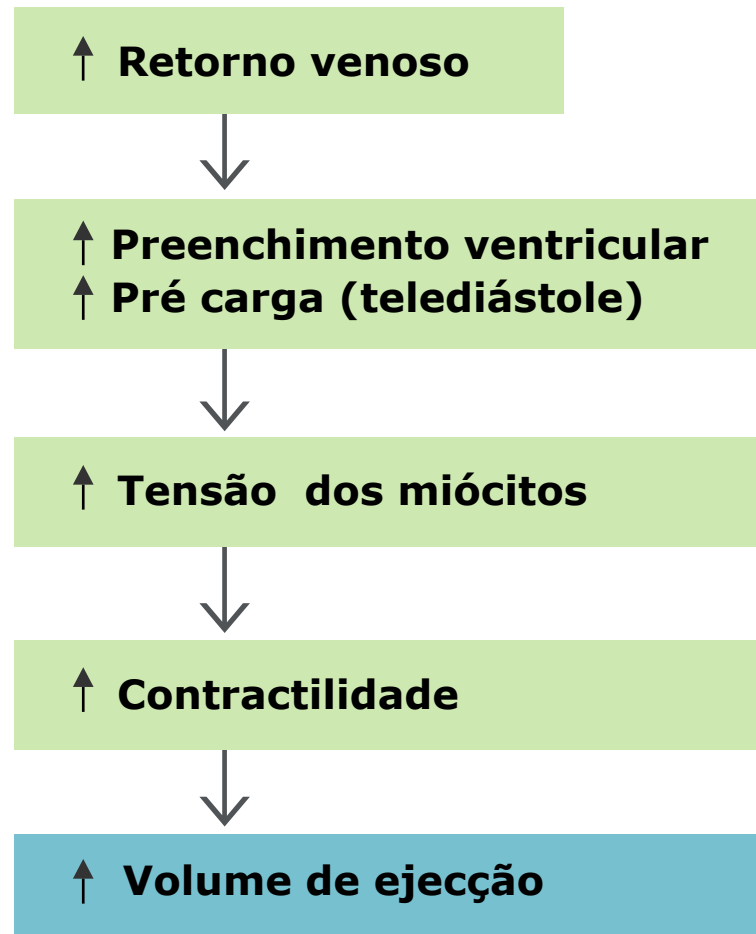 ↑ Retorno venoso
↑ Preenchimento ventricular
↑ Pré carga (telediástole)
↑ Tensão dos miócitos
↑ Contractilidade
↑ Volume de ejecção